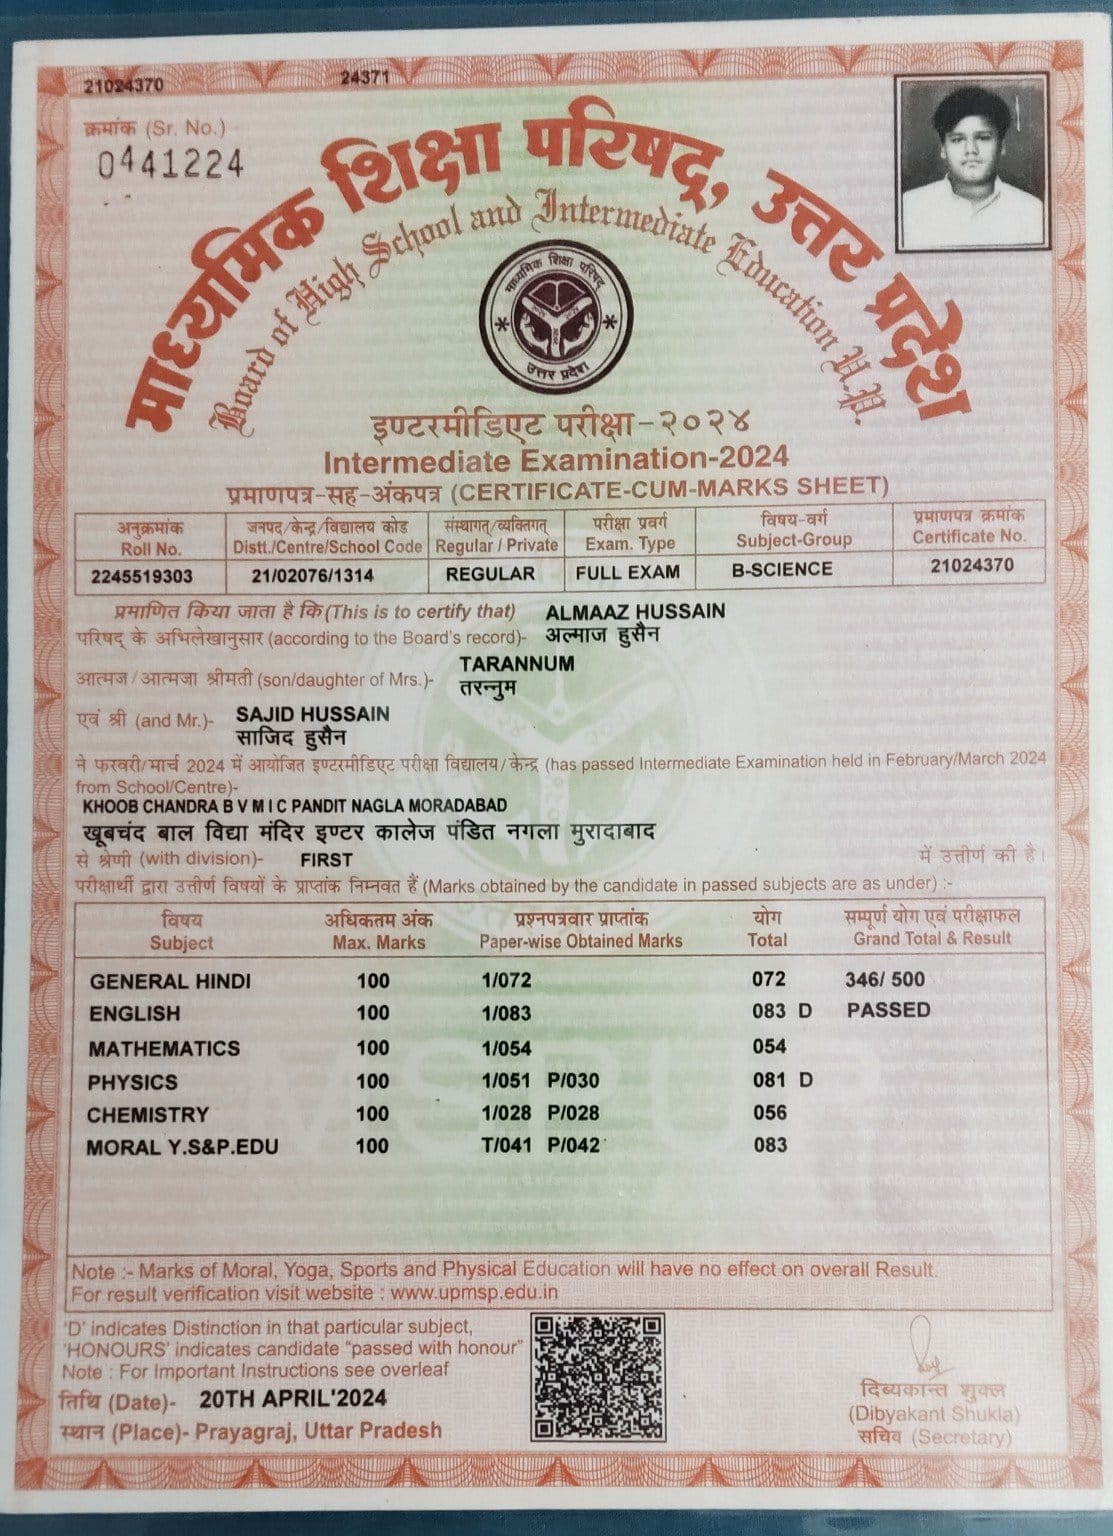 21024370 24371
क्रमांक (Sr. No.)
0441224
माध्यमिक शिक्षा परिषद्, उत्तर प्रदेश
Board of High School and Intermediate Education U.P.
माध्यमिक शिक्षा परिषद्
उत्तर प्रदेश
इण्टरमीडिएट परीक्षा-२०२४
Intermediate Examination-2024
प्रमाणपत्र-सह-अंकपत्र (CERTIFICATE-CUM-MARKS SHEET)
अनुक्रमांक जनपद/केन्द्र/विद्यालय कोड संस्थागत्/व्यक्तिगत् परीक्षा प्रवर्ग विषय-वर्ग प्रमाणपत्र क्रमांक
Roll No. Distt./Centre/School Code Regular / Private Exam. Type Subject-Group Certificate No.
2245519303 21/02076/1314 REGULAR FULL EXAM B-SCIENCE 21024370
प्रमाणित किया जाता है कि (This is to certify that) ALMAAZ HUSSAIN
परिषद् के अभिलेखानुसार (according to the Board's record)- अल्माज हुसैन
TARANNUM
आत्मज/आत्मजा श्रीमती (son/daughter of Mrs.)- तरन्नुम
एवं श्री (and Mr.)- SAJID HUSSAIN
साजिद हुसैन
ने फरवरी/मार्च 2024 में आयोजित इण्टरमीडिएट परीक्षा विद्यालय/केन्द्र (has passed Intermediate Examination held in February/March 2024
from School/Centre)-
KHOOB CHANDRA B V M I C PANDIT NAGLA MORADABAD
खूबचंद बाल विद्या मंदिर इण्टर कालेज पंडित नगला मुरादाबाद
से श्रेणी (with division)- FIRST में उत्तीर्ण की है।
परीक्षार्थी द्वारा उत्तीर्ण विषयों के प्राप्तांक निम्नवत हैं (Marks obtained by the candidate in passed subjects are as under) :-
विषय अधिकतम अंक प्रश्नपत्रवार प्राप्तांक योग सम्पूर्ण योग एवं परीक्षाफल
Subject Max. Marks Paper-wise Obtained Marks Total Grand Total & Result
GENERAL HINDI 100 1/072 072 346/ 500
ENGLISH 100 1/083 083 D PASSED
MATHEMATICS 100 1/054 054
PHYSICS 100 1/051 P/030 081 D
CHEMISTRY 100 1/028 P/028 056
MORAL Y.S&P.EDU 100 T/041 P/042 083
Note :- Marks of Moral, Yoga, Sports and Physical Education will have no effect on overall Result.
For result verification visit website : www.upmsp.edu.in
'D' indicates Distinction in that particular subject,
'HONOURS' indicates candidate "passed with honour"
Note : For Important Instructions see overleaf
तिथि (Date)- 20TH APRIL'2024
स्थान (Place)- Prayagraj, Uttar Pradesh
दिब्यकान्त शुक्ल
(Dibyakant Shukla)
सचिव (Secretary)